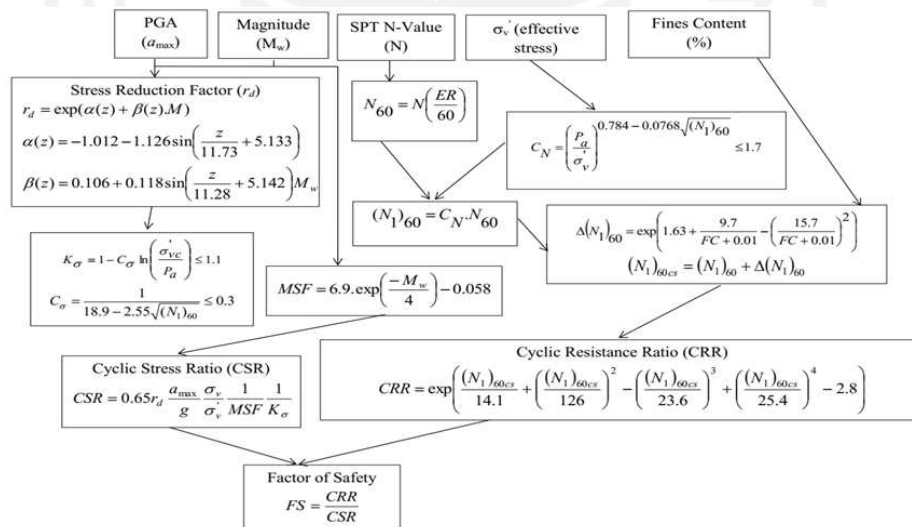 PGA
(a_max)
Magnitude
(M_w)
SPT N-Value
(N)
σ_v' (effective
stress)
Fines Content
(%)
Stress Reduction Factor (r_d)
r_d = exp(α(z) + β(z).M)
α(z) = −1.012 − 1.126 sin(z/11.73 + 5.133)
β(z) = 0.106 + 0.118 sin(z/11.28 + 5.142) M_w
N_60 = N(ER/60)
C_N = (P_a/σ_v')^(0.784 − 0.0768√(N_1)_60) ≤ 1.7
(N_1)_60 = C_N.N_60
Δ(N_1)_60 = exp(1.63 + 9.7/(FC + 0.01) − (15.7/(FC + 0.01))^2)
(N_1)_60cs = (N_1)_60 + Δ(N_1)_60
K_σ = 1 − C_σ ln(σ_vc'/P_a) ≤ 1.1
C_σ = 1/(18.9 − 2.55√(N_1)_60) ≤ 0.3
MSF = 6.9.exp(−M_w/4) − 0.058
Cyclic Stress Ratio (CSR)
CSR = 0.65 r_d a_max/g σ_v/σ_v' 1/MSF 1/K_σ
Cyclic Resistance Ratio (CRR)
CRR = exp((N_1)_60cs/14.1 + ((N_1)_60cs/126)^2 − ((N_1)_60cs/23.6)^3 + ((N_1)_60cs/25.4)^4 − 2.8)
Factor of Safety
FS = CRR/CSR